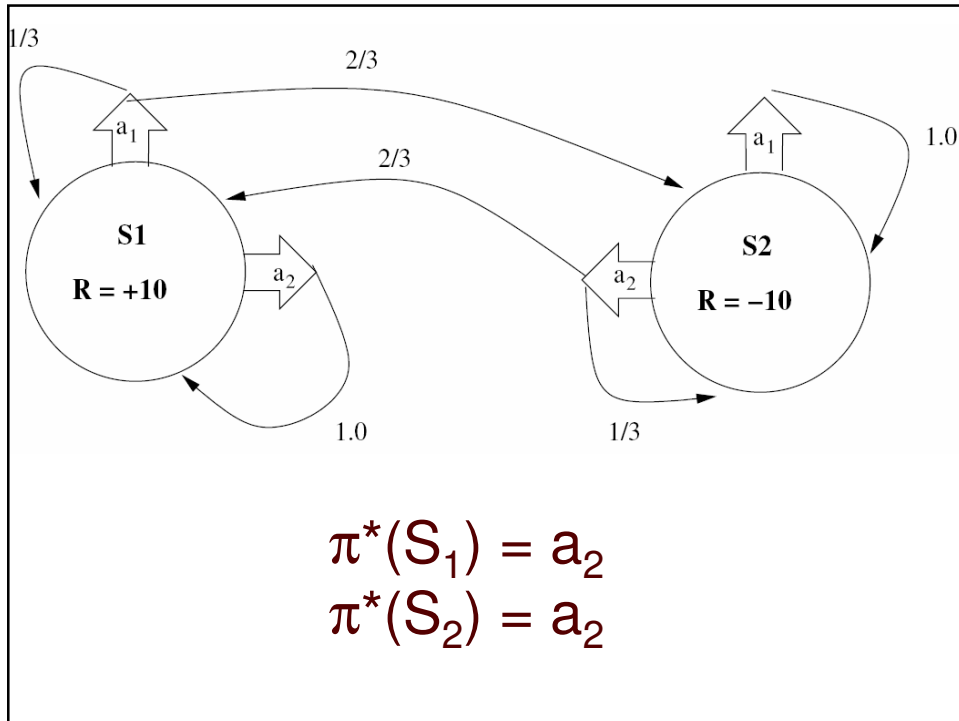 1/3
2/3
a₁
a₁
1.0
2/3
S1
S2
R = +10
a₂
a₂
R = −10
1.0
1/3
π*(S₁) = a₂
π*(S₂) = a₂